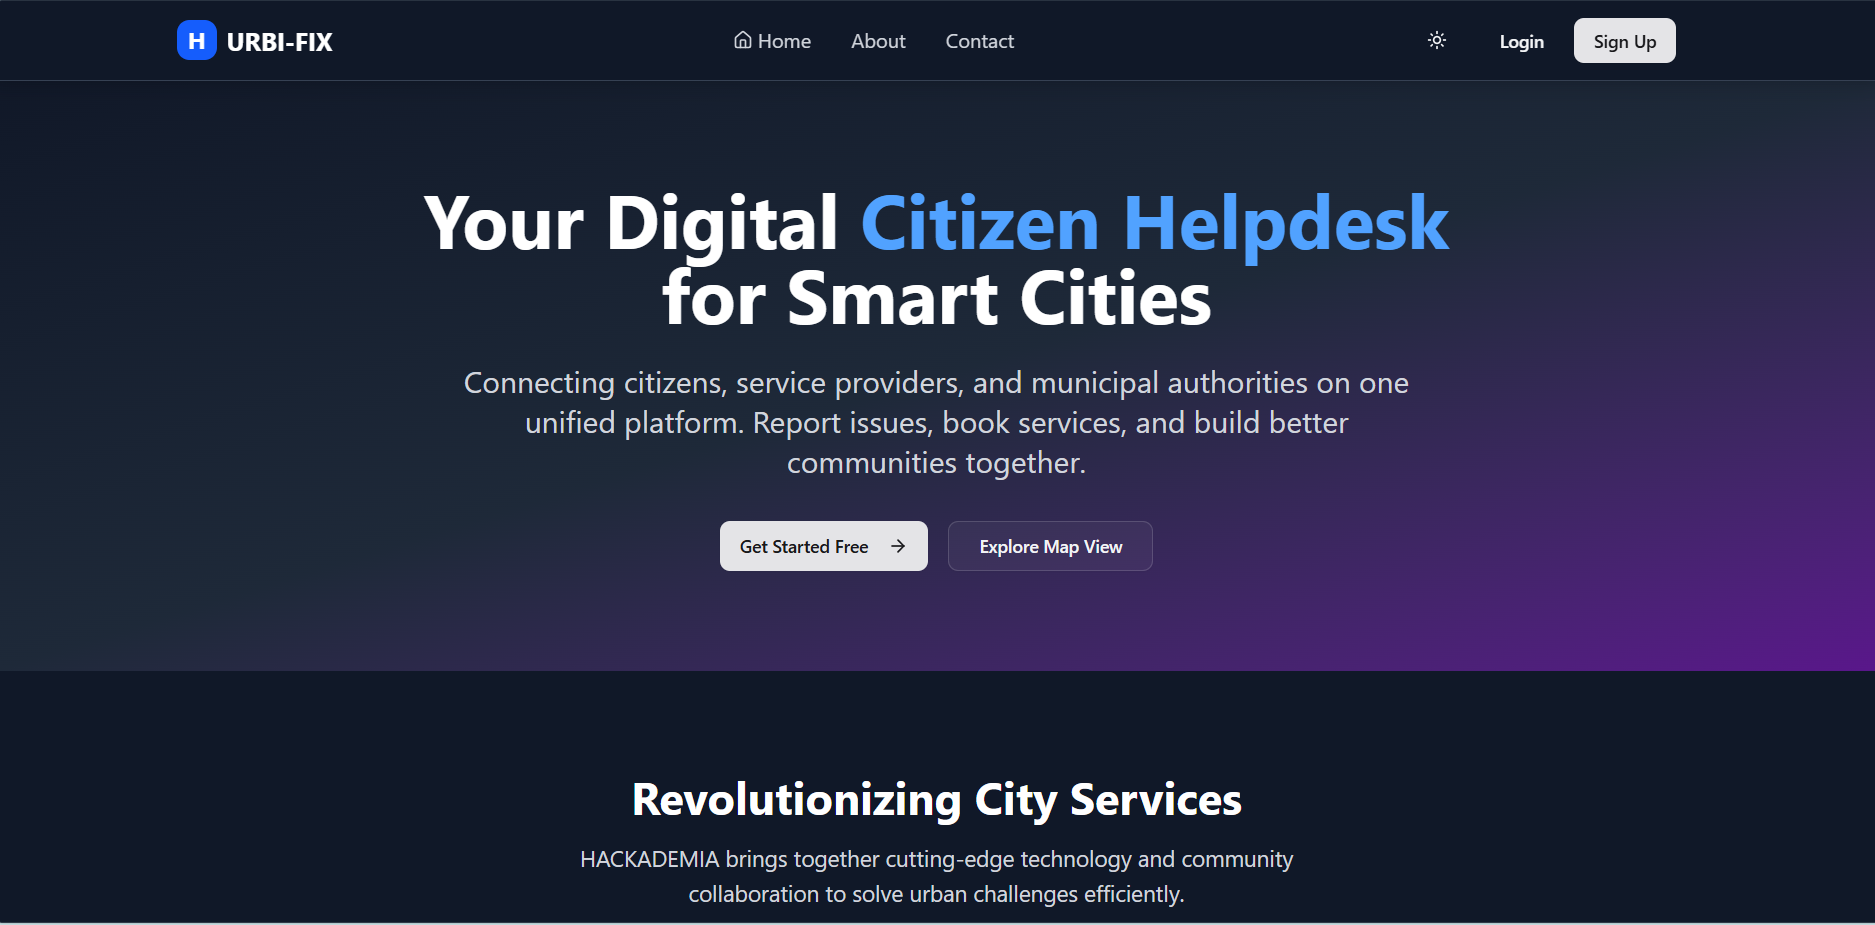 H URBI-FIX
Home About Contact
Login Sign Up
Your Digital Citizen Helpdesk
for Smart Cities
Connecting citizens, service providers, and municipal authorities on one
unified platform. Report issues, book services, and build better
communities together.
Get Started Free Explore Map View
Revolutionizing City Services
HACKADEMIA brings together cutting-edge technology and community
collaboration to solve urban challenges efficiently.